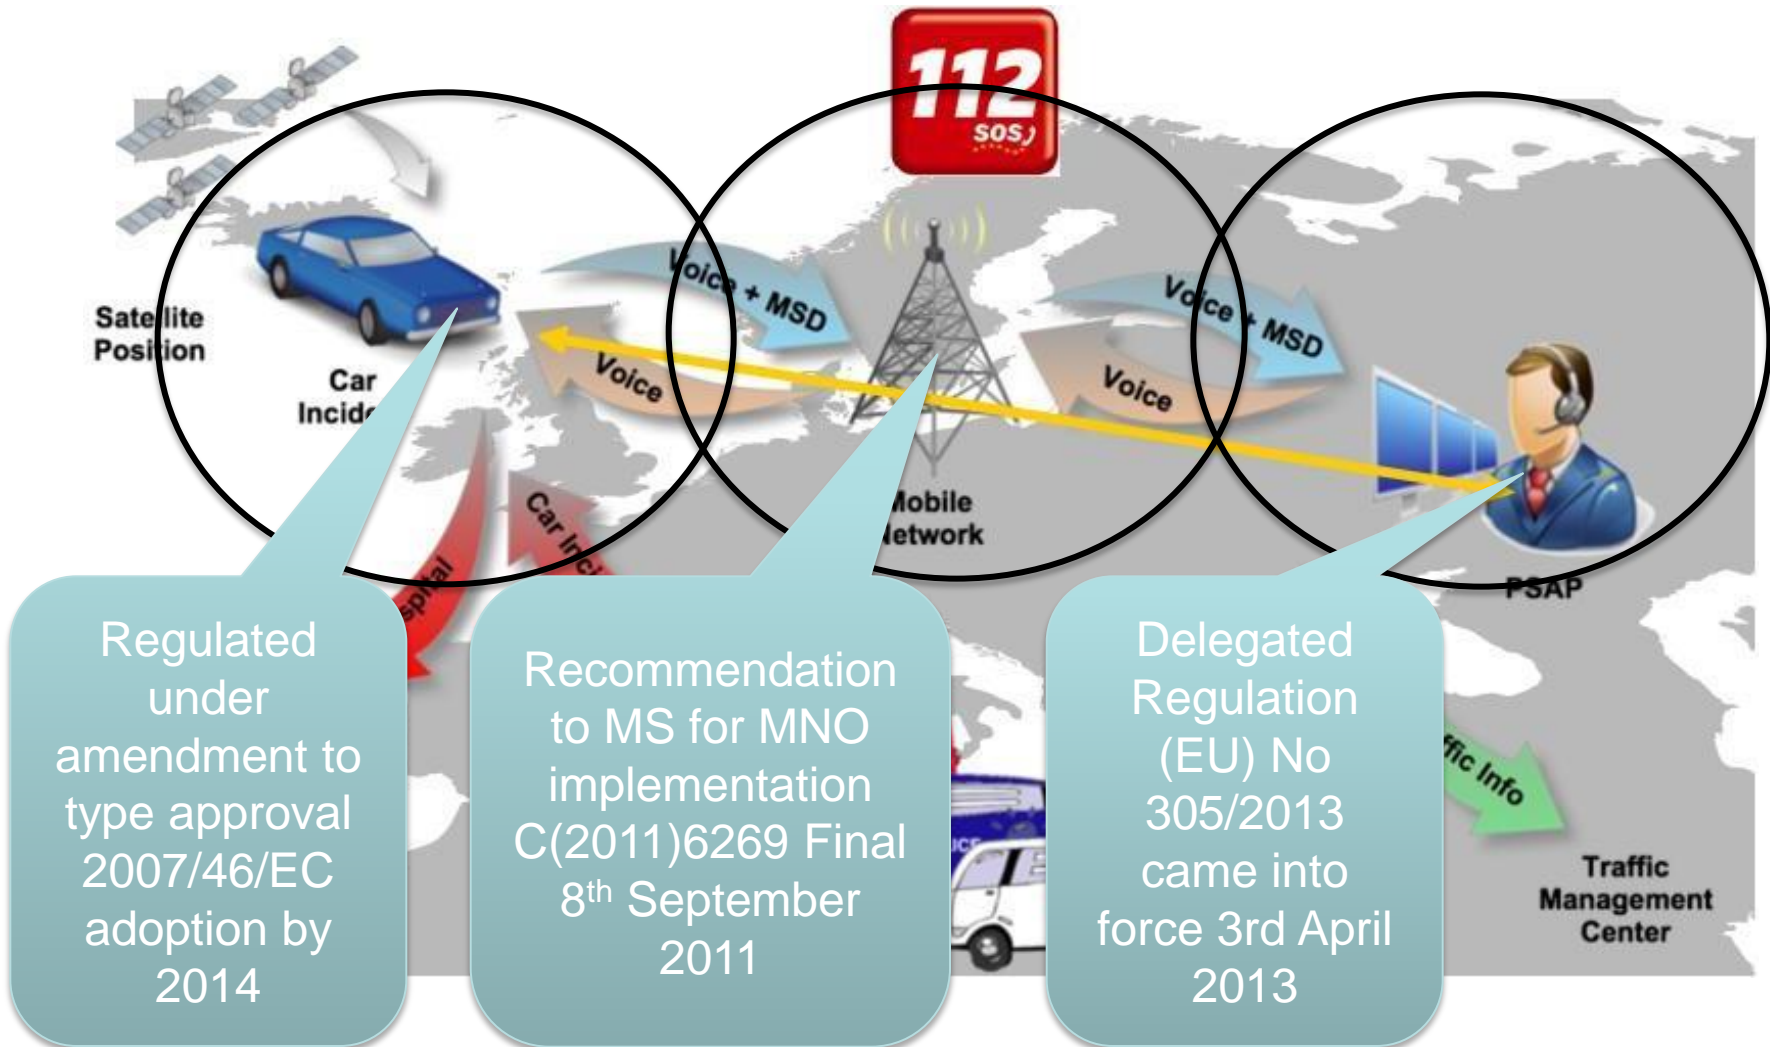 112
SOS
Satellite
Position
Car
Voice + MSD
Voice
Voice + MSD
Voice
Mobile
Network
PSAP
Car
Regulated
under
amendment to
type approval
2007/46/EC
adoption by
2014
Recommendation
to MS for MNO
implementation
C(2011)6269 Final
8th September
2011
Delegated
Regulation
(EU) No
305/2013
came into
force 3rd April
2013
Info
Traffic
Management
Center